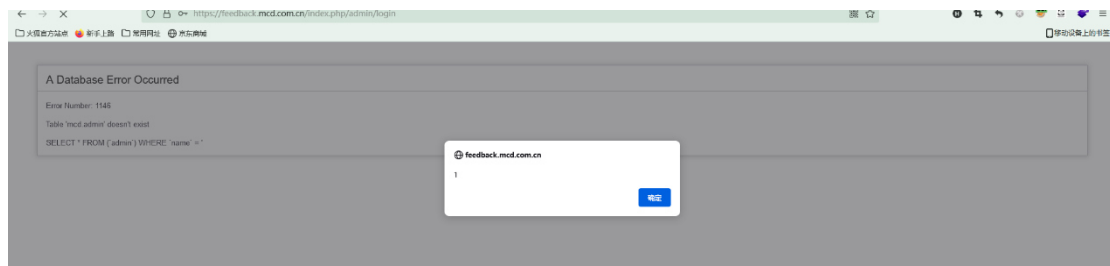 https://feedback.mcd.com.cn/index.php/admin/login
火狐官方站点 新手上路 常用网址 京东商城 移动设备上的书签
A Database Error Occurred
Error Number: 1146
Table 'mcd.admin' doesn't exist
SELECT * FROM (`admin`) WHERE `name` = '
feedback.mcd.com.cn
1
确定